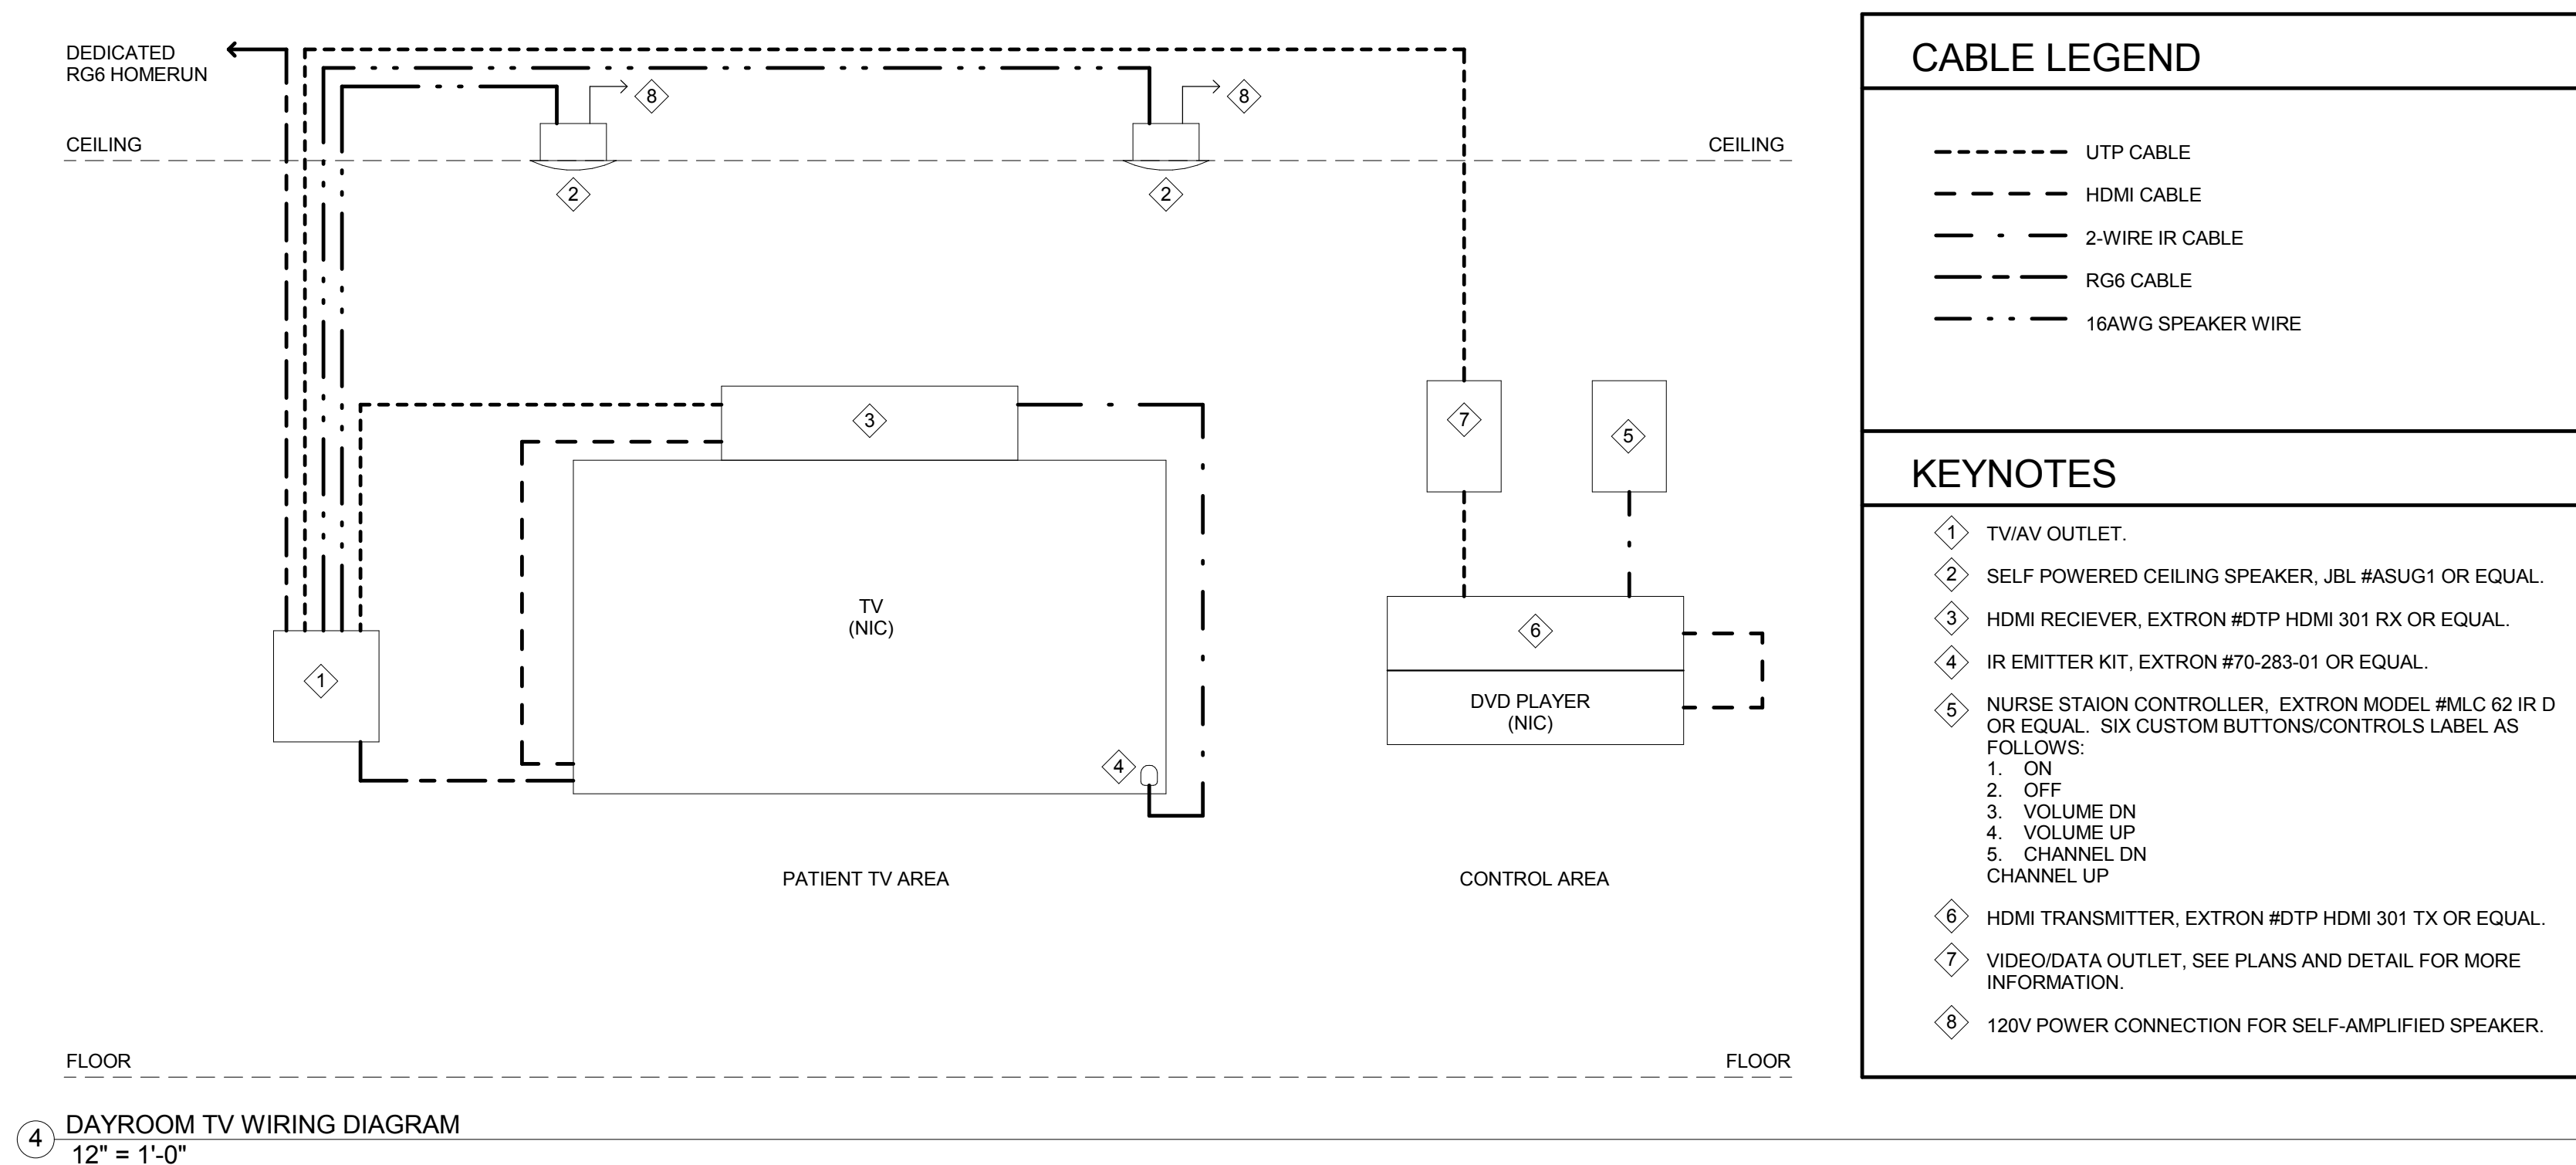 DEDICATED
RG6 HOMERUN
8
8
CEILING
CEILING
2
2
3
7
5
TV
(NIC)
6
1
DVD PLAYER
(NIC)
4
PATIENT TV AREA
CONTROL AREA
FLOOR
FLOOR
4
DAYROOM TV WIRING DIAGRAM
12" = 1'-0"
CABLE LEGEND
UTP CABLE
HDMI CABLE
2-WIRE IR CABLE
RG6 CABLE
16AWG SPEAKER WIRE
KEYNOTES
1 TV/AV OUTLET.
2 SELF POWERED CEILING SPEAKER, JBL #ASUG1 OR EQUAL.
3 HDMI RECIEVER, EXTRON #DTP HDMI 301 RX OR EQUAL.
4 IR EMITTER KIT, EXTRON #70-283-01 OR EQUAL.
5 NURSE STAION CONTROLLER, EXTRON MODEL #MLC 62 IR D
OR EQUAL. SIX CUSTOM BUTTONS/CONTROLS LABEL AS
FOLLOWS:
1. ON
2. OFF
3. VOLUME DN
4. VOLUME UP
5. CHANNEL DN
CHANNEL UP
6 HDMI TRANSMITTER, EXTRON #DTP HDMI 301 TX OR EQUAL.
7 VIDEO/DATA OUTLET, SEE PLANS AND DETAIL FOR MORE
INFORMATION.
8 120V POWER CONNECTION FOR SELF-AMPLIFIED SPEAKER.